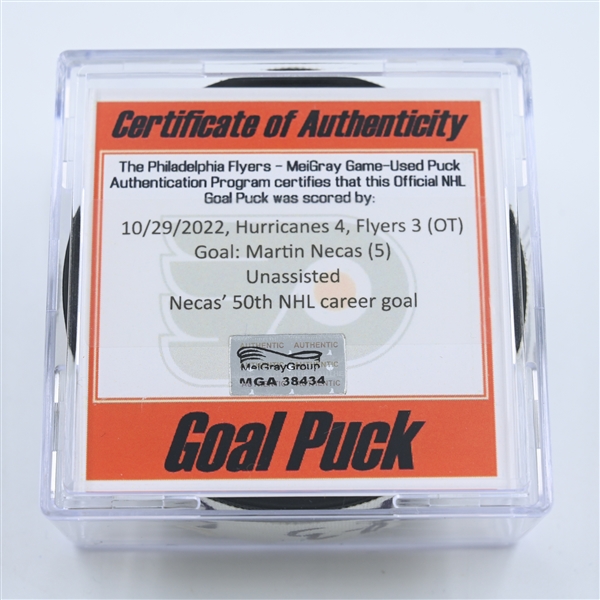 Certificate of Authenticity
The Philadelphia Flyers - MeiGray Game-Used Puck
Authentication Program certifies that this Official NHL
Goal Puck was scored by:
10/29/2022, Hurricanes 4, Flyers 3 (OT)
Goal: Martin Necas (5)
Unassisted
Necas' 50th NHL career goal
AUTHENTIC AUTHENTIC
MeiGrayGroup
MGA 38434
Goal Puck